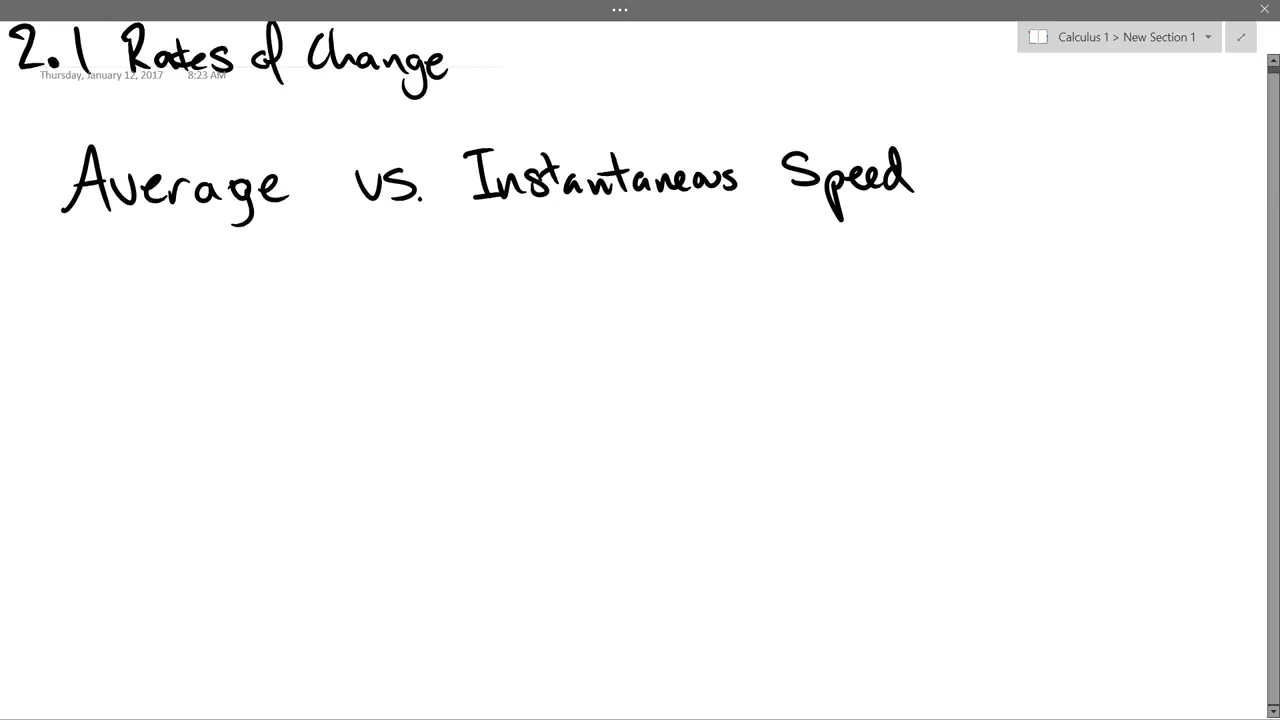 2.1 Rates of Change
Thursday, January 12, 2017 8:23 AM
Calculus 1 > New Section 1
Average vs. Instantaneous Speed